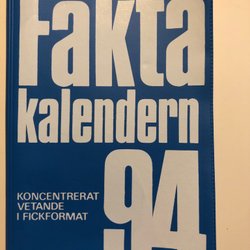 Fakta
kalendern
94
KONCENTRERAT
VETANDE
I FICKFORMAT